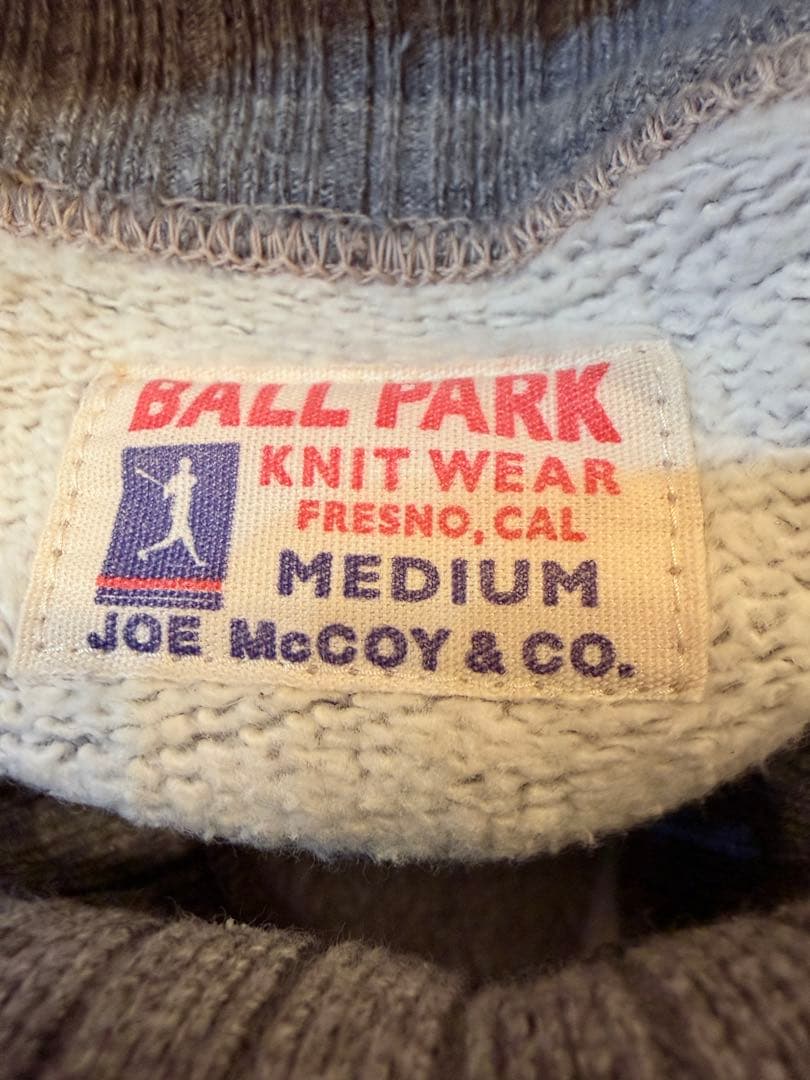 BALL PARK
KNIT WEAR
FRESNO, CAL
MEDIUM
JOE McCOY & CO.